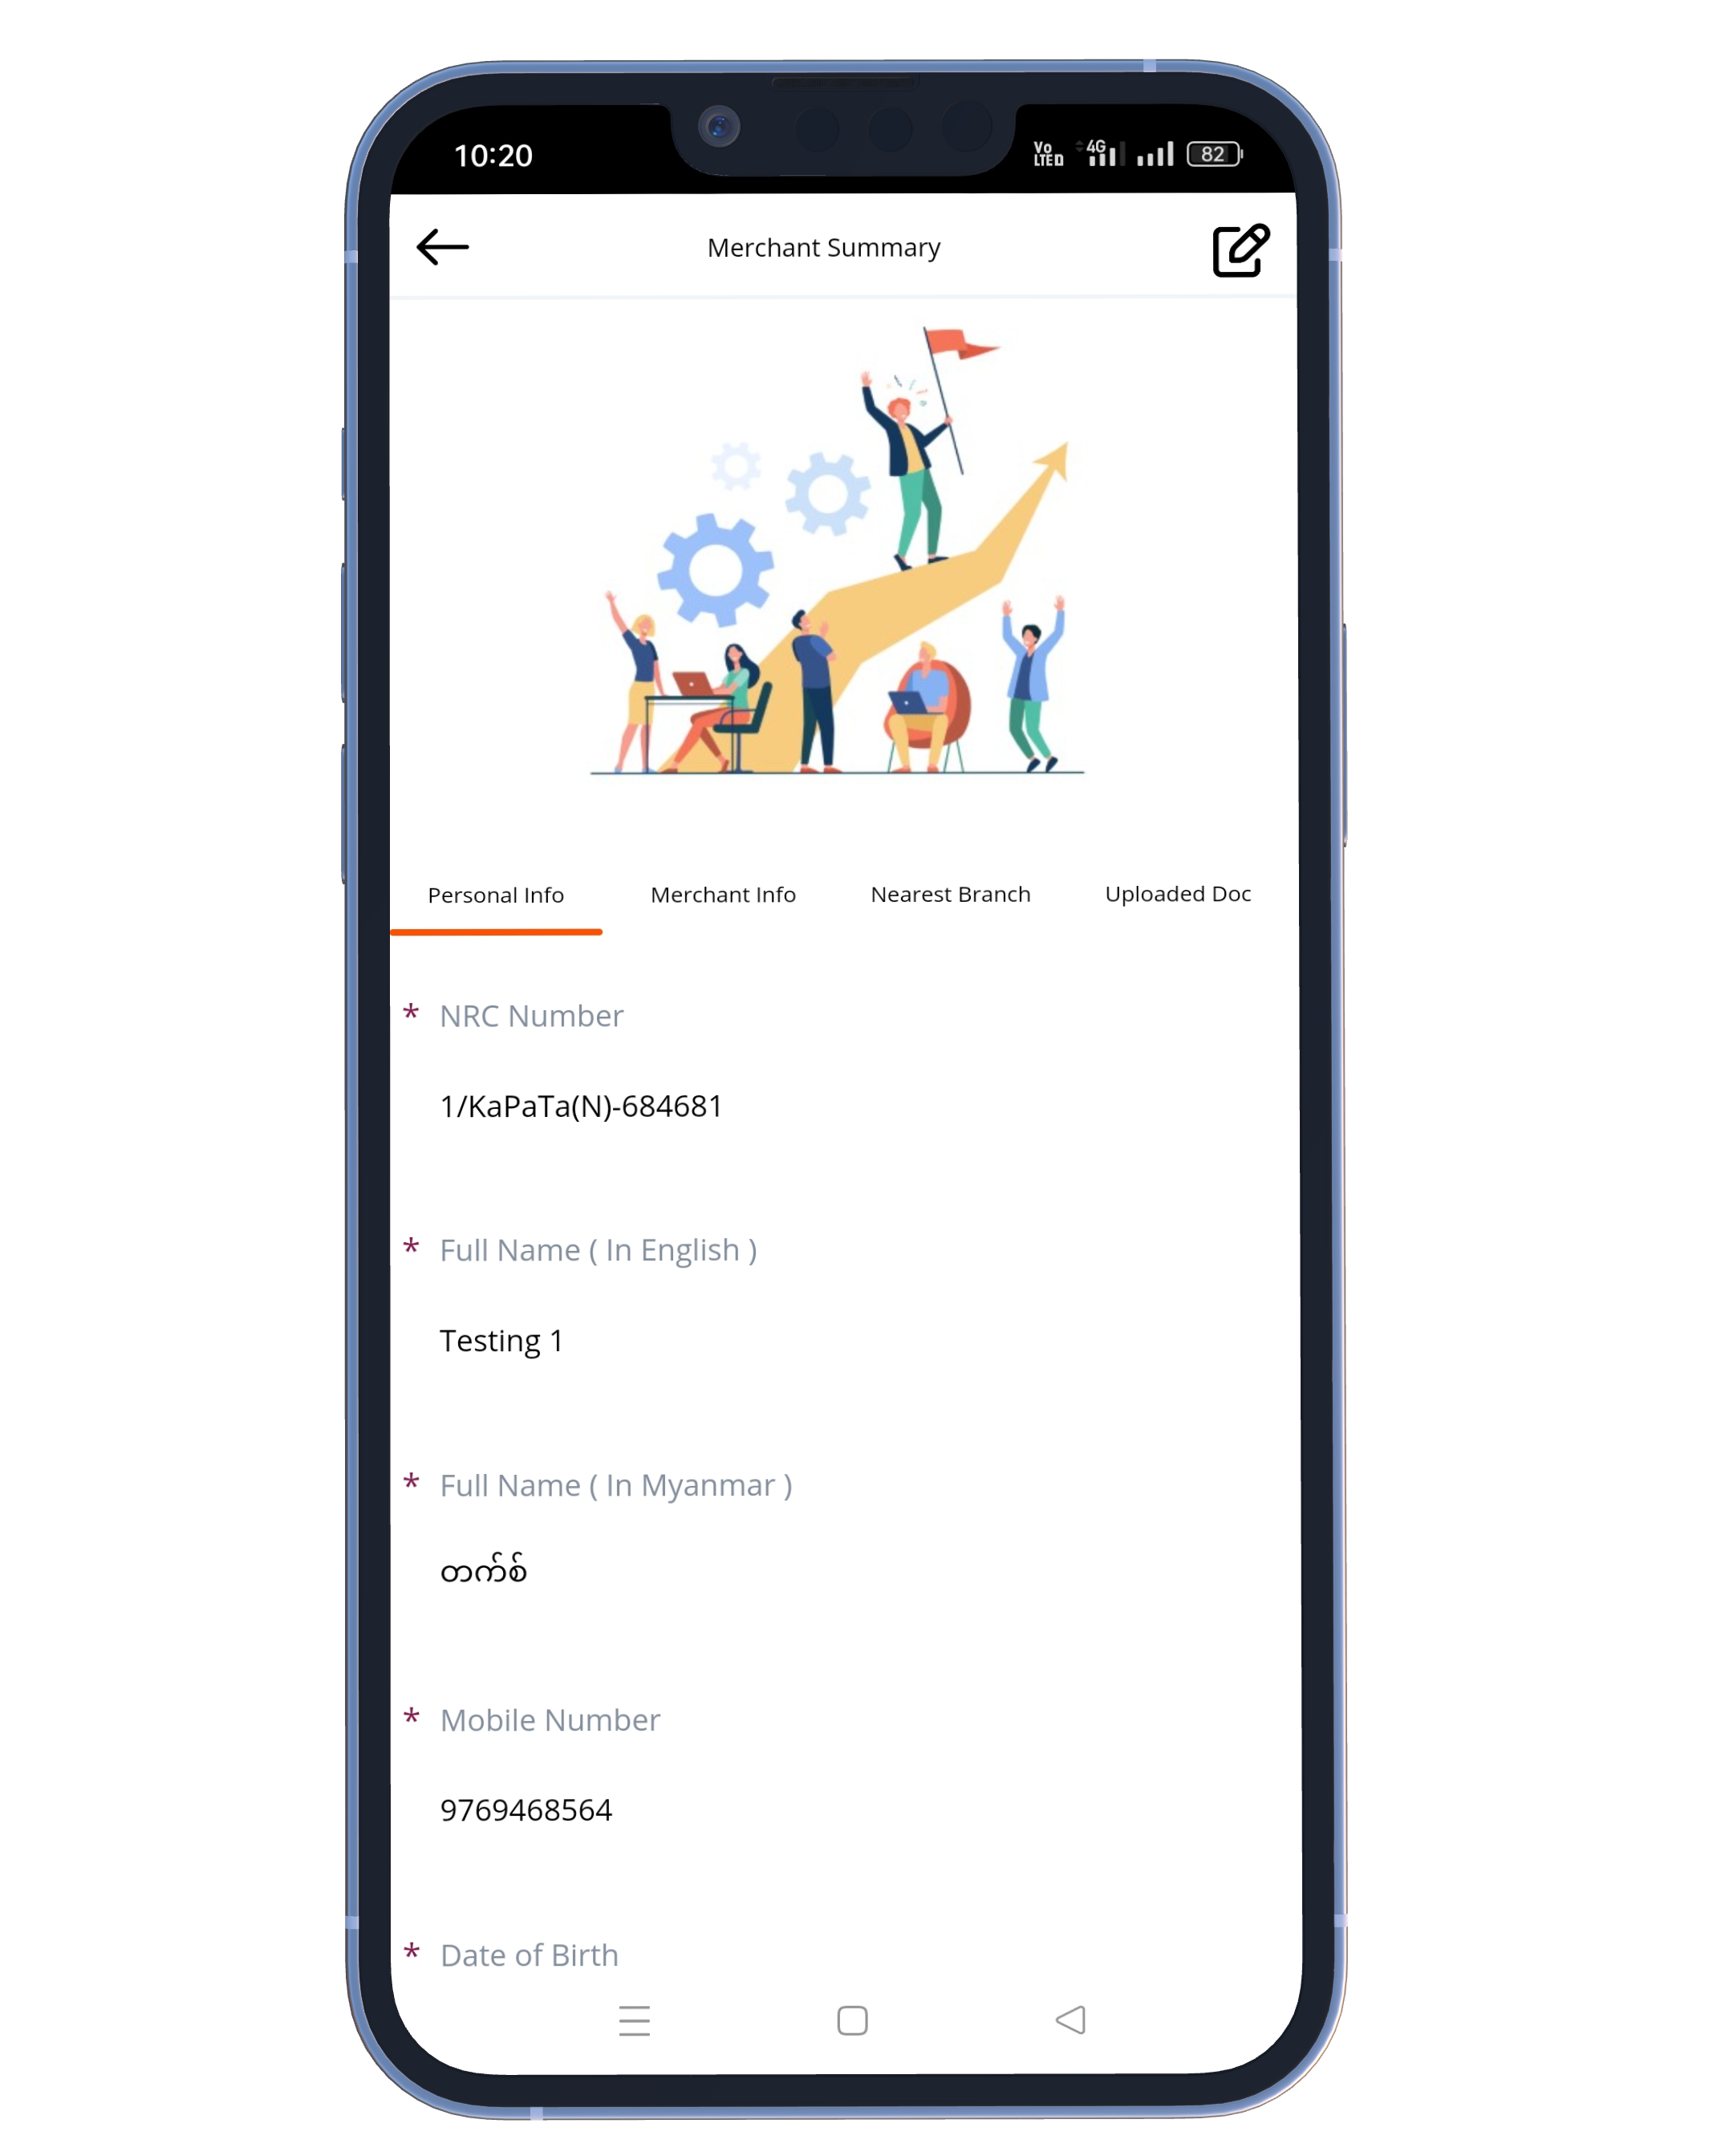 10:20
Vo LTE D 4G 82
Merchant Summary
Personal Info Merchant Info Nearest Branch Uploaded Doc
* NRC Number
1/KaPaTa(N)-684681
* Full Name ( In English )
Testing 1
* Full Name ( In Myanmar )
တက်စ်
* Mobile Number
9769468564
* Date of Birth